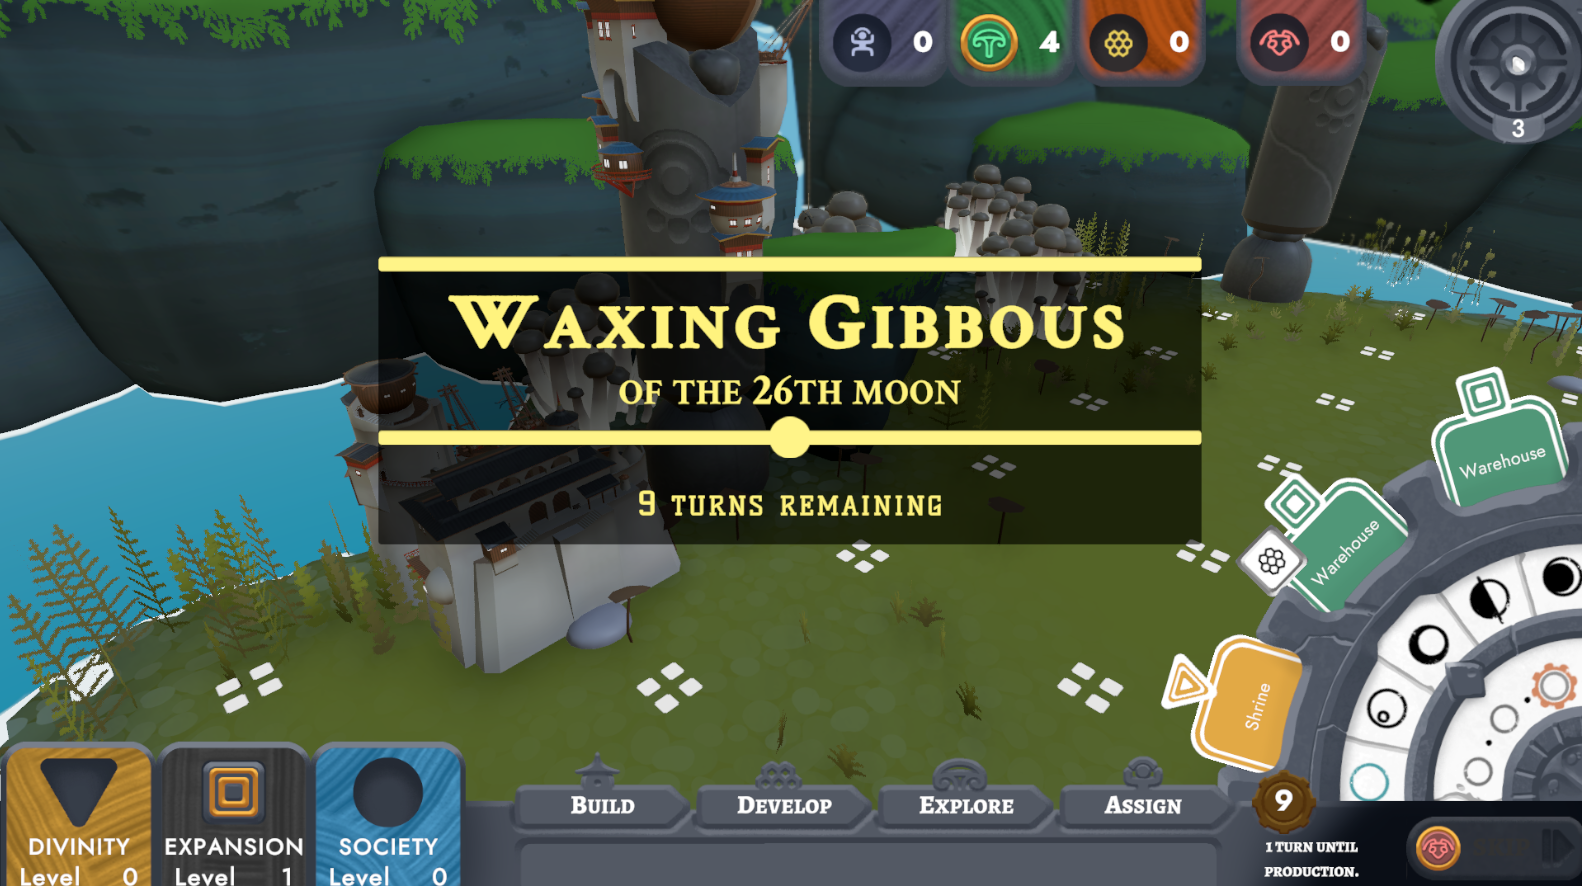 0
4
0
0
3
Waxing Gibbous
of the 26th moon
9 turns remaining
Warehouse
Warehouse
Shrine
Build
Develop
Explore
Assign
9
1 turn until
production.
DIVINITY
Level 0
EXPANSION
Level 1
SOCIETY
Level 0